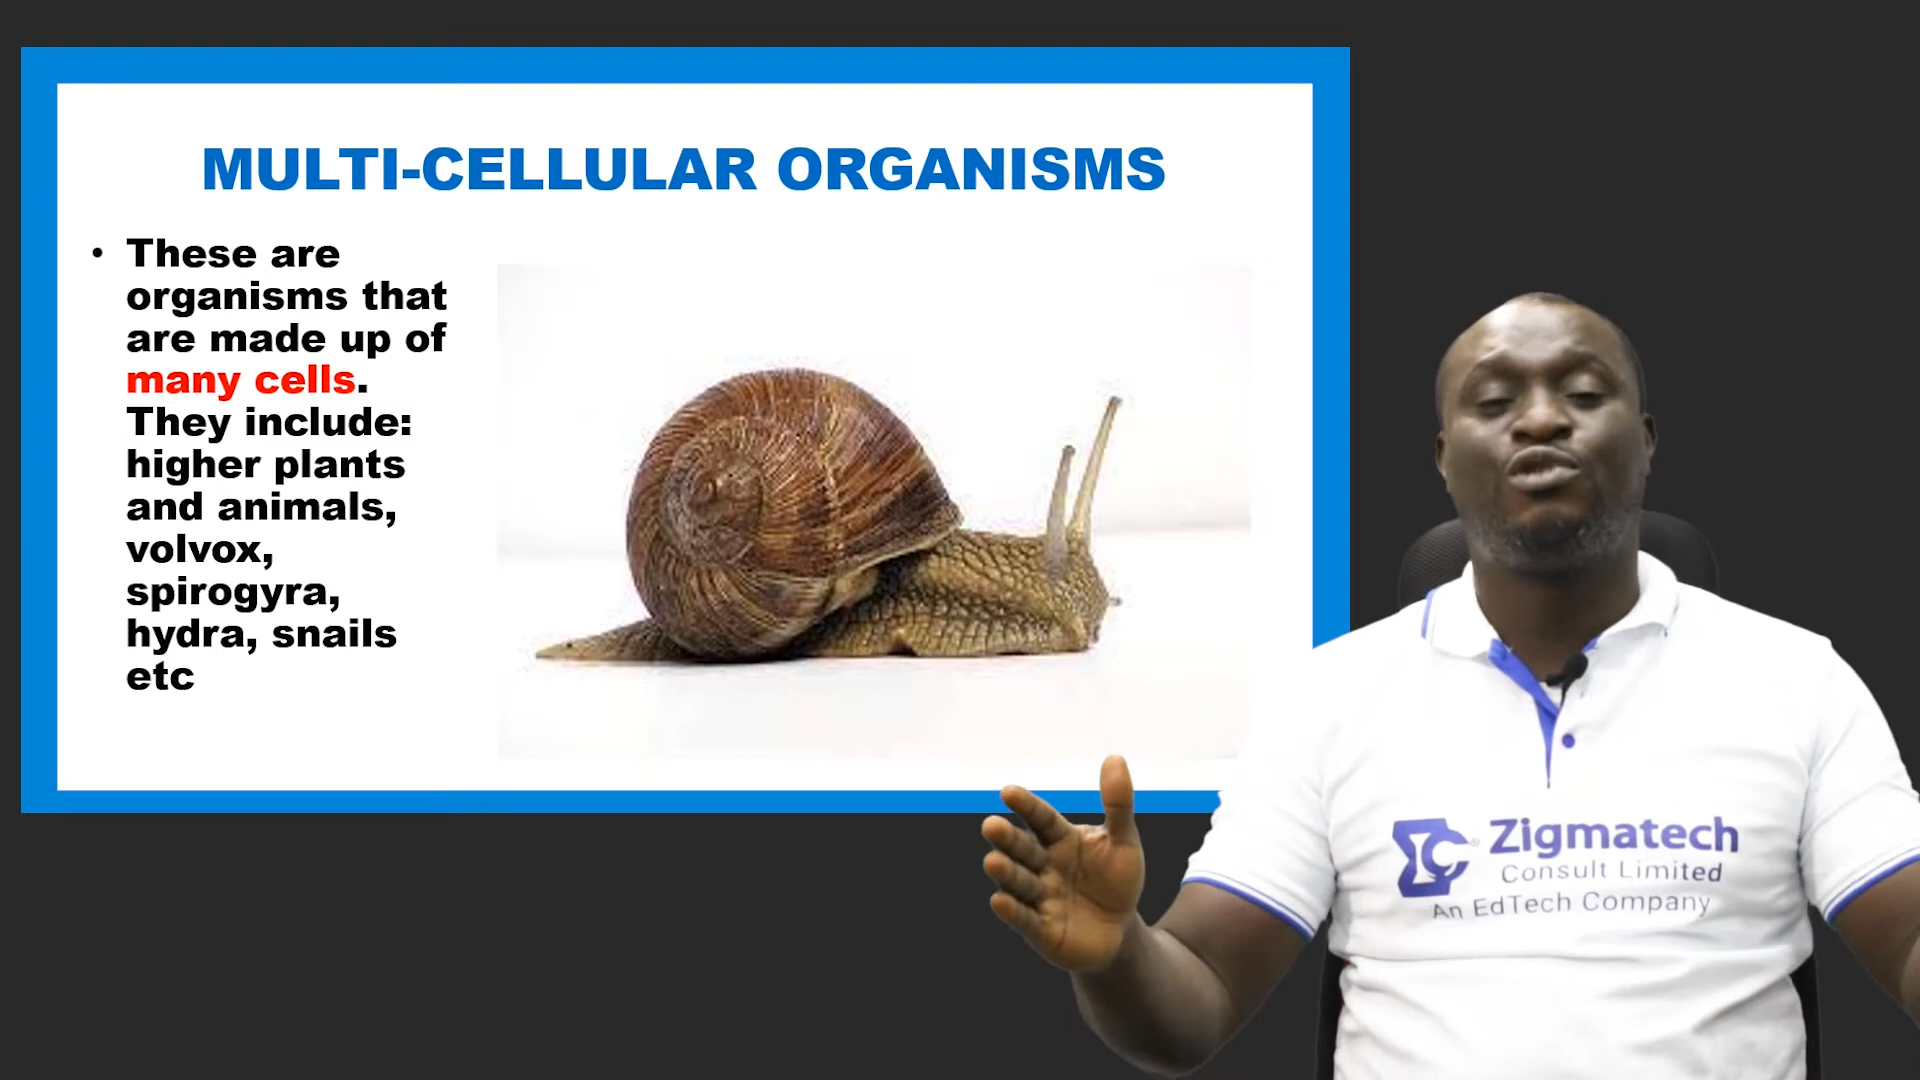 MULTI-CELLULAR ORGANISMS
• These are
organisms that
are made up of
many cells.
They include:
higher plants
and animals,
volvox,
spirogyra,
hydra, snails
etc
Zigmatech
Consult Limited
An EdTech Company